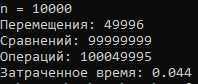 n = 10000
Перемещения: 49996
Сравнений: 99999999
Операций: 100049995
Затраченное время: 0.044